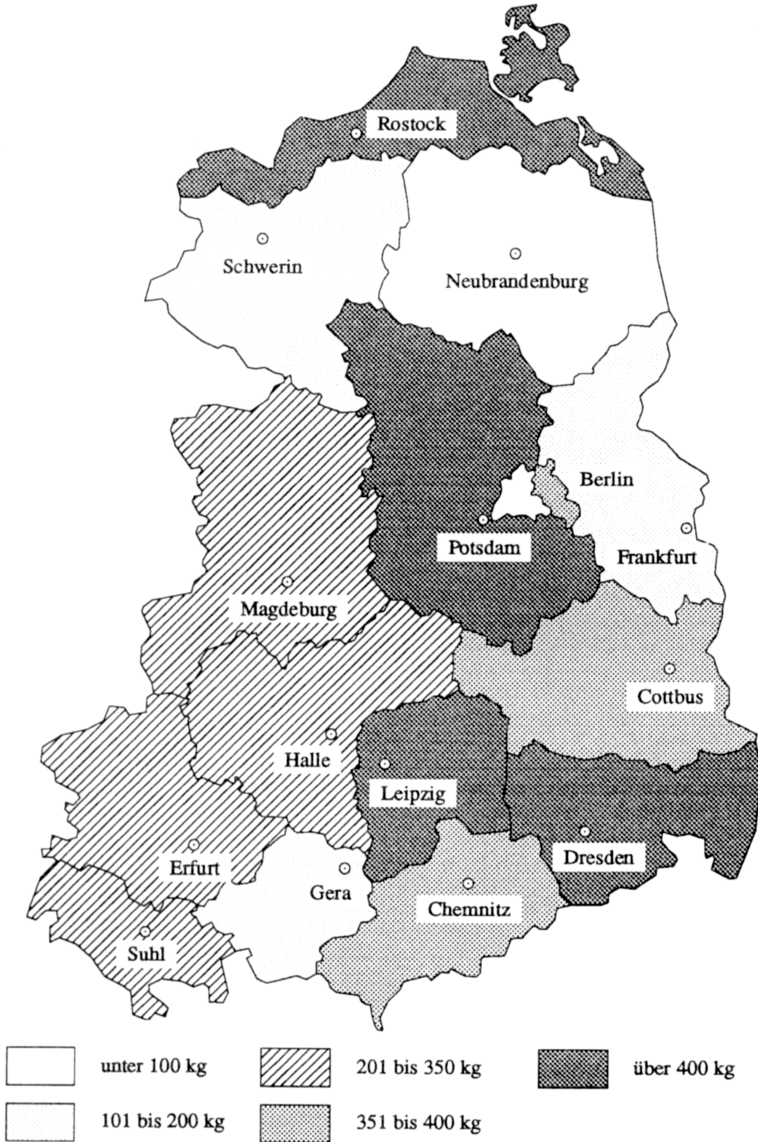 Rostock
Schwerin
Neubrandenburg
Berlin
Potsdam
Frankfurt
Magdeburg
Cottbus
Halle
Leipzig
Erfurt
Dresden
Gera
Chemnitz
Suhl
unter 100 kg
201 bis 350 kg
über 400 kg
101 bis 200 kg
351 bis 400 kg